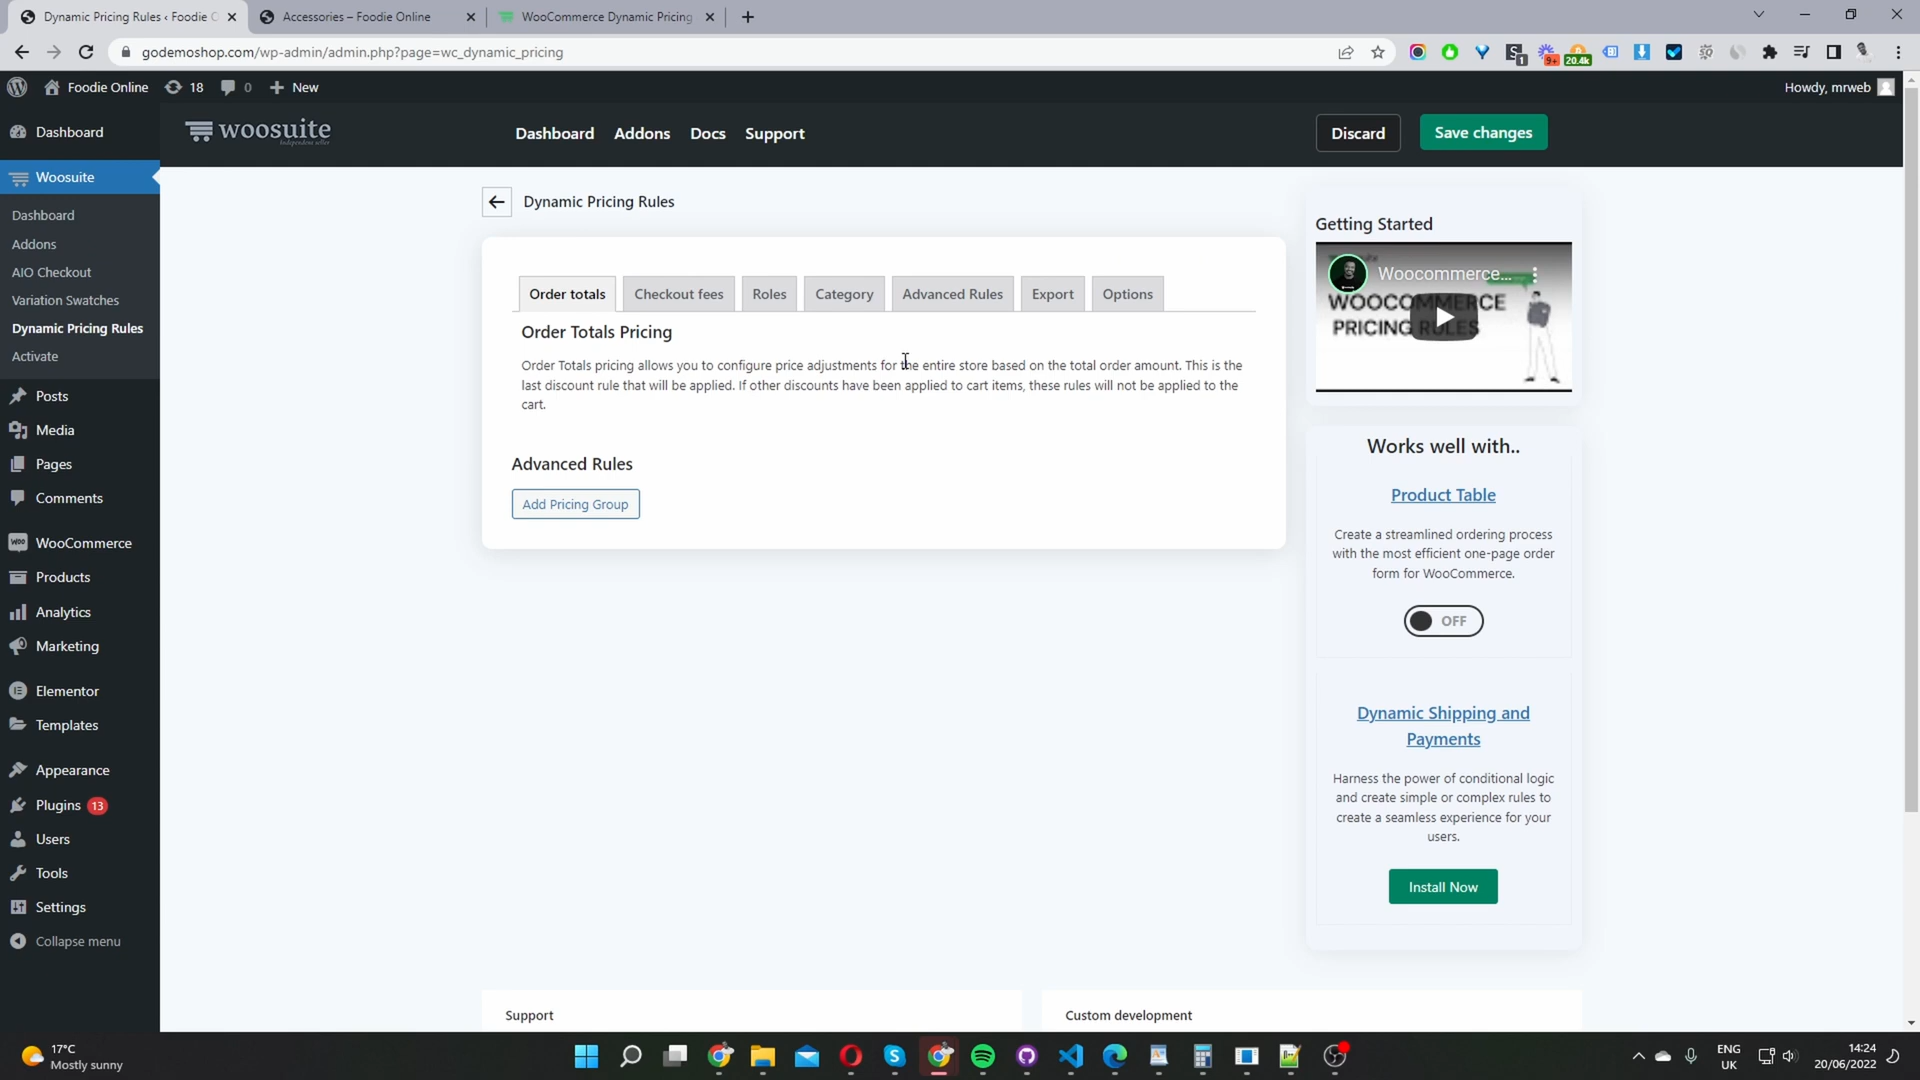 Dynamic Pricing Rules ‹ Foodie O
Accessories – Foodie Online
WooCommerce Dynamic Pricing
godemoshop.com/wp-admin/admin.php?page=wc_dynamic_pricing
9+
20.4k
1
Foodie Online
18
0
New
Howdy, mrweb
woosuite
Independent seller
Dashboard
Addons
Docs
Support
Discard
Save changes
Dashboard
Woosuite
Dashboard
Addons
AIO Checkout
Variation Swatches
Dynamic Pricing Rules
Activate
Posts
Media
Pages
Comments
WooCommerce
Products
Analytics
Marketing
Elementor
Templates
Appearance
Plugins 13
Users
Tools
Settings
Collapse menu
Dynamic Pricing Rules
Order totals
Checkout fees
Roles
Category
Advanced Rules
Export
Options
Order Totals Pricing
Order Totals pricing allows you to configure price adjustments for the entire store based on the total order amount. This is the
last discount rule that will be applied. If other discounts have been applied to cart items, these rules will not be applied to the
cart.
Advanced Rules
Add Pricing Group
Getting Started
Woocommerce...
WOOCOMMERCE
PRICING RULES
Works well with..
Product Table
Create a streamlined ordering process
with the most efficient one-page order
form for WooCommerce.
OFF
Dynamic Shipping and
Payments
Harness the power of conditional logic
and create simple or complex rules to
create a seamless experience for your
users.
Install Now
Support
Custom development
17°C
Mostly sunny
ENG
UK
14:24
20/06/2022